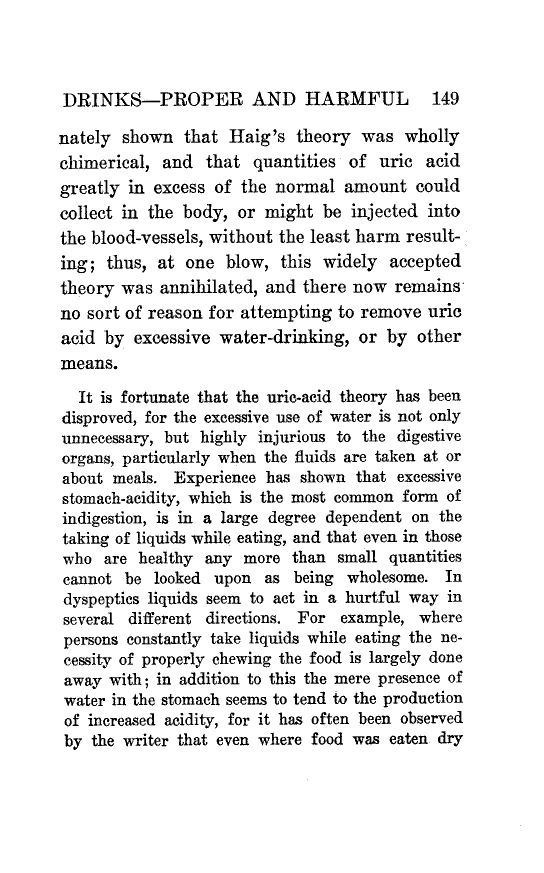 DRINKS—PROPER AND HARMFUL 149
nately shown that Haig's theory was wholly
chimerical, and that quantities of uric acid
greatly in excess of the normal amount could
collect in the body, or might be injected into
the blood-vessels, without the least harm result-
ing; thus, at one blow, this widely accepted
theory was annihilated, and there now remains
no sort of reason for attempting to remove uric
acid by excessive water-drinking, or by other
means.
It is fortunate that the uric-acid theory has been
disproved, for the excessive use of water is not only
unnecessary, but highly injurious to the digestive
organs, particularly when the fluids are taken at or
about meals. Experience has shown that excessive
stomach-acidity, which is the most common form of
indigestion, is in a large degree dependent on the
taking of liquids while eating, and that even in those
who are healthy any more than small quantities
cannot be looked upon as being wholesome. In
dyspeptics liquids seem to act in a hurtful way in
several different directions. For example, where
persons constantly take liquids while eating the ne-
cessity of properly chewing the food is largely done
away with; in addition to this the mere presence of
water in the stomach seems to tend to the production
of increased acidity, for it has often been observed
by the writer that even where food was eaten dry